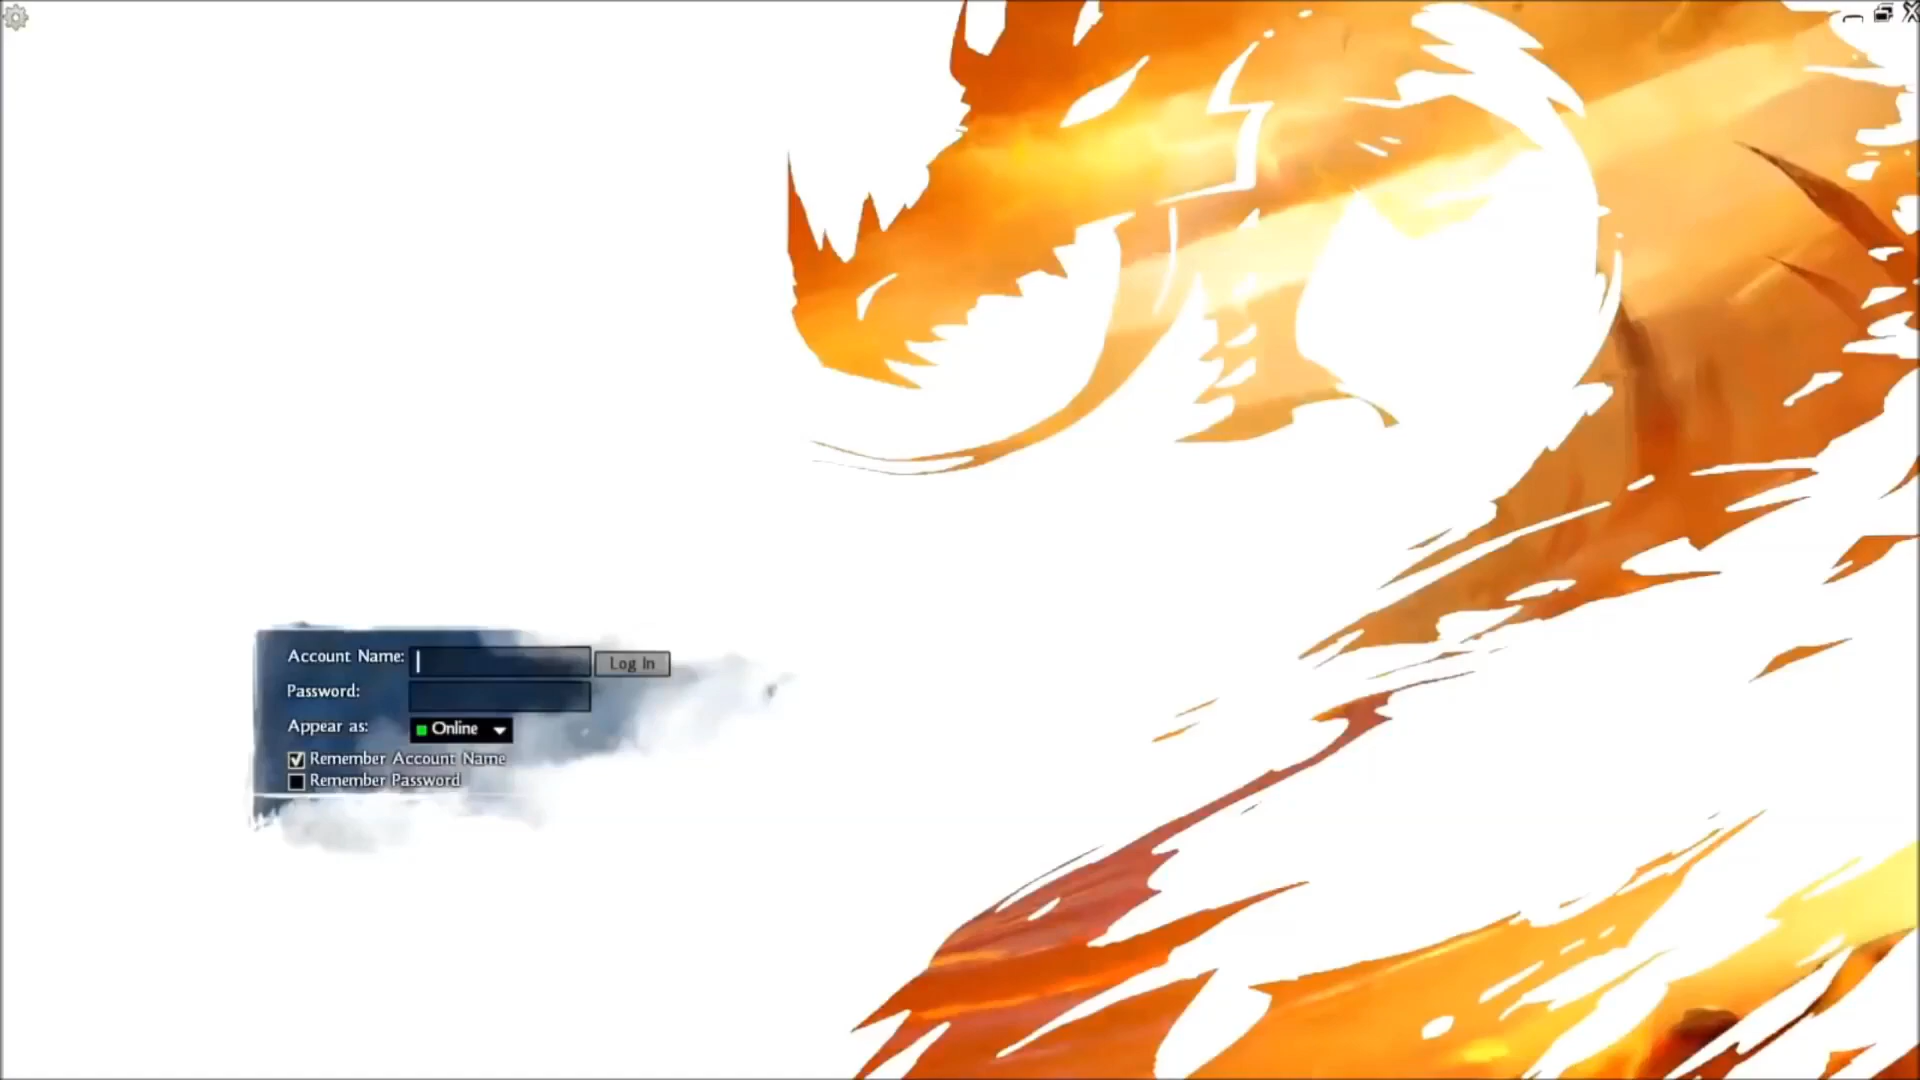 Account Name:
Log In
Password:
Appear as:
Online
Remember Account Name
Remember Password